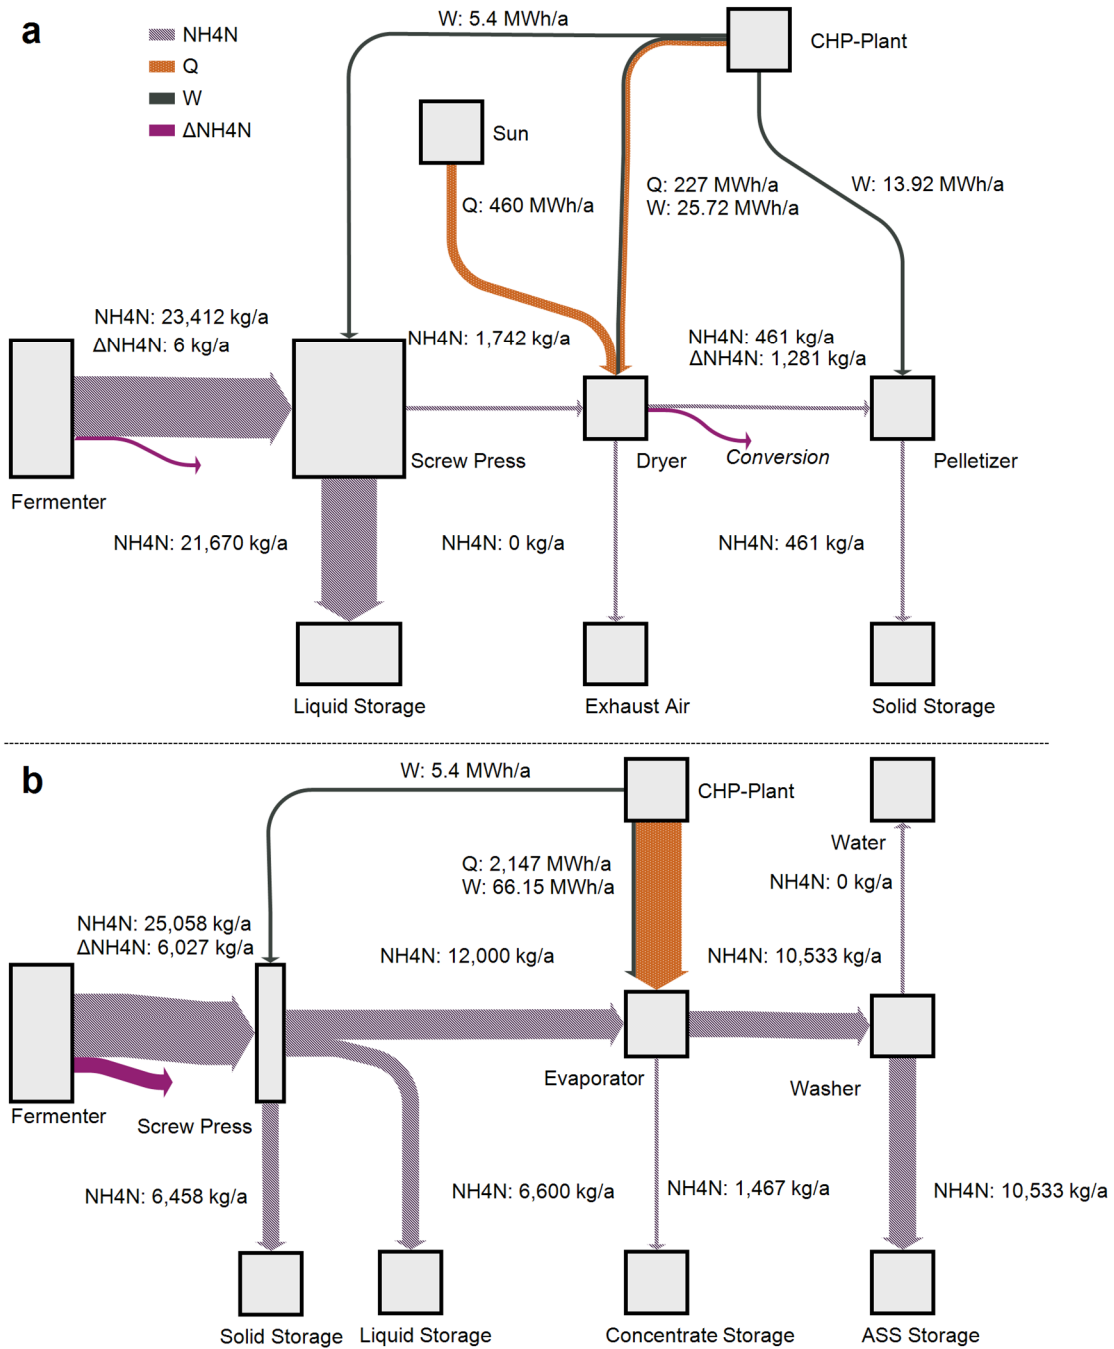 a
W: 5.4 MWh/a
NH4N
Q
W
ΔNH4N
CHP-Plant
Sun
Q: 460 MWh/a
Q: 227 MWh/a
W: 25.72 MWh/a
W: 13.92 MWh/a
NH4N: 23,412 kg/a
ΔNH4N: 6 kg/a
NH4N: 1,742 kg/a
NH4N: 461 kg/a
ΔNH4N: 1,281 kg/a
Fermenter
Screw Press
Dryer
Conversion
Pelletizer
NH4N: 21,670 kg/a
NH4N: 0 kg/a
NH4N: 461 kg/a
Liquid Storage
Exhaust Air
Solid Storage
b
W: 5.4 MWh/a
CHP-Plant
Water
NH4N: 0 kg/a
Q: 2,147 MWh/a
W: 66.15 MWh/a
NH4N: 25,058 kg/a
ΔNH4N: 6,027 kg/a
NH4N: 12,000 kg/a
NH4N: 10,533 kg/a
Fermenter
Screw Press
Evaporator
Washer
NH4N: 6,458 kg/a
NH4N: 6,600 kg/a
NH4N: 1,467 kg/a
NH4N: 10,533 kg/a
Solid Storage
Liquid Storage
Concentrate Storage
ASS Storage